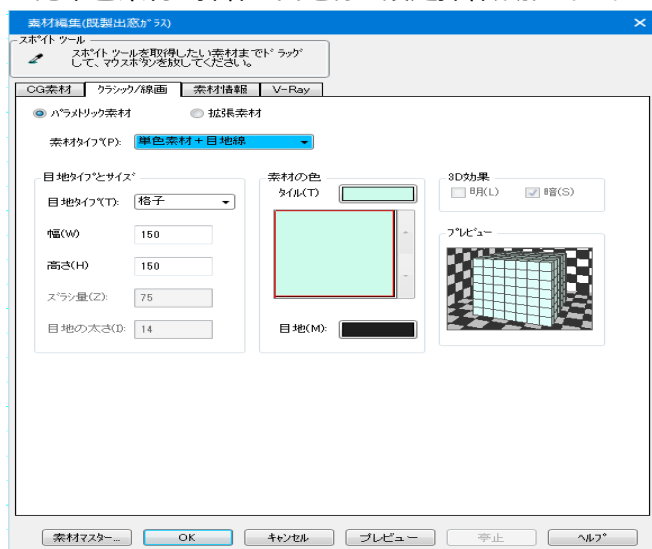 素材編集(既製出窓ｶﾞﾗｽ)
ｽﾎﾟｲﾄ ﾂｰﾙ
ｽﾎﾟｲﾄ ﾂｰﾙを取得したい素材までﾄﾞﾗｯｸﾞ
して、ﾏｳｽﾎﾞﾀﾝを放してください。
CG素材 ｸﾗｼｯｸ/線画 素材情報 V-Ray
ﾊﾟﾗﾒﾄﾘｯｸ素材 拡張素材
素材ﾀｲﾌﾟ(P): 単色素材＋目地線
目地ﾀｲﾌﾟとｻｲｽﾞ
目地ﾀｲﾌﾟ(T): 格子
幅(W) 150
高さ(H) 150
ｽﾞﾗｼ量(Z): 75
目地の太さ(I): 14
素材の色
ﾀｲﾙ(T)
目地(M):
3D効果
明(L) 暗(S)
ﾌﾟﾚﾋﾞｭｰ
素材ﾏｽﾀｰ... OK ｷｬﾝｾﾙ ﾌﾟﾚﾋﾞｭｰ 停止 ﾍﾙﾌﾟ